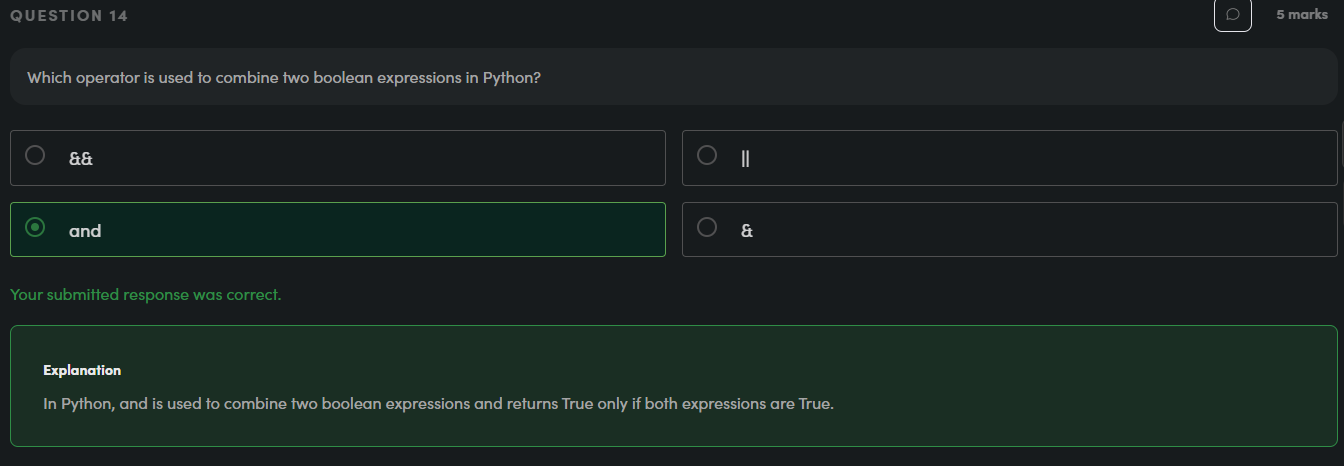 QUESTION 14
5 marks
Which operator is used to combine two boolean expressions in Python?
&&
||
and
&
Your submitted response was correct.
Explanation
In Python, and is used to combine two boolean expressions and returns True only if both expressions are True.